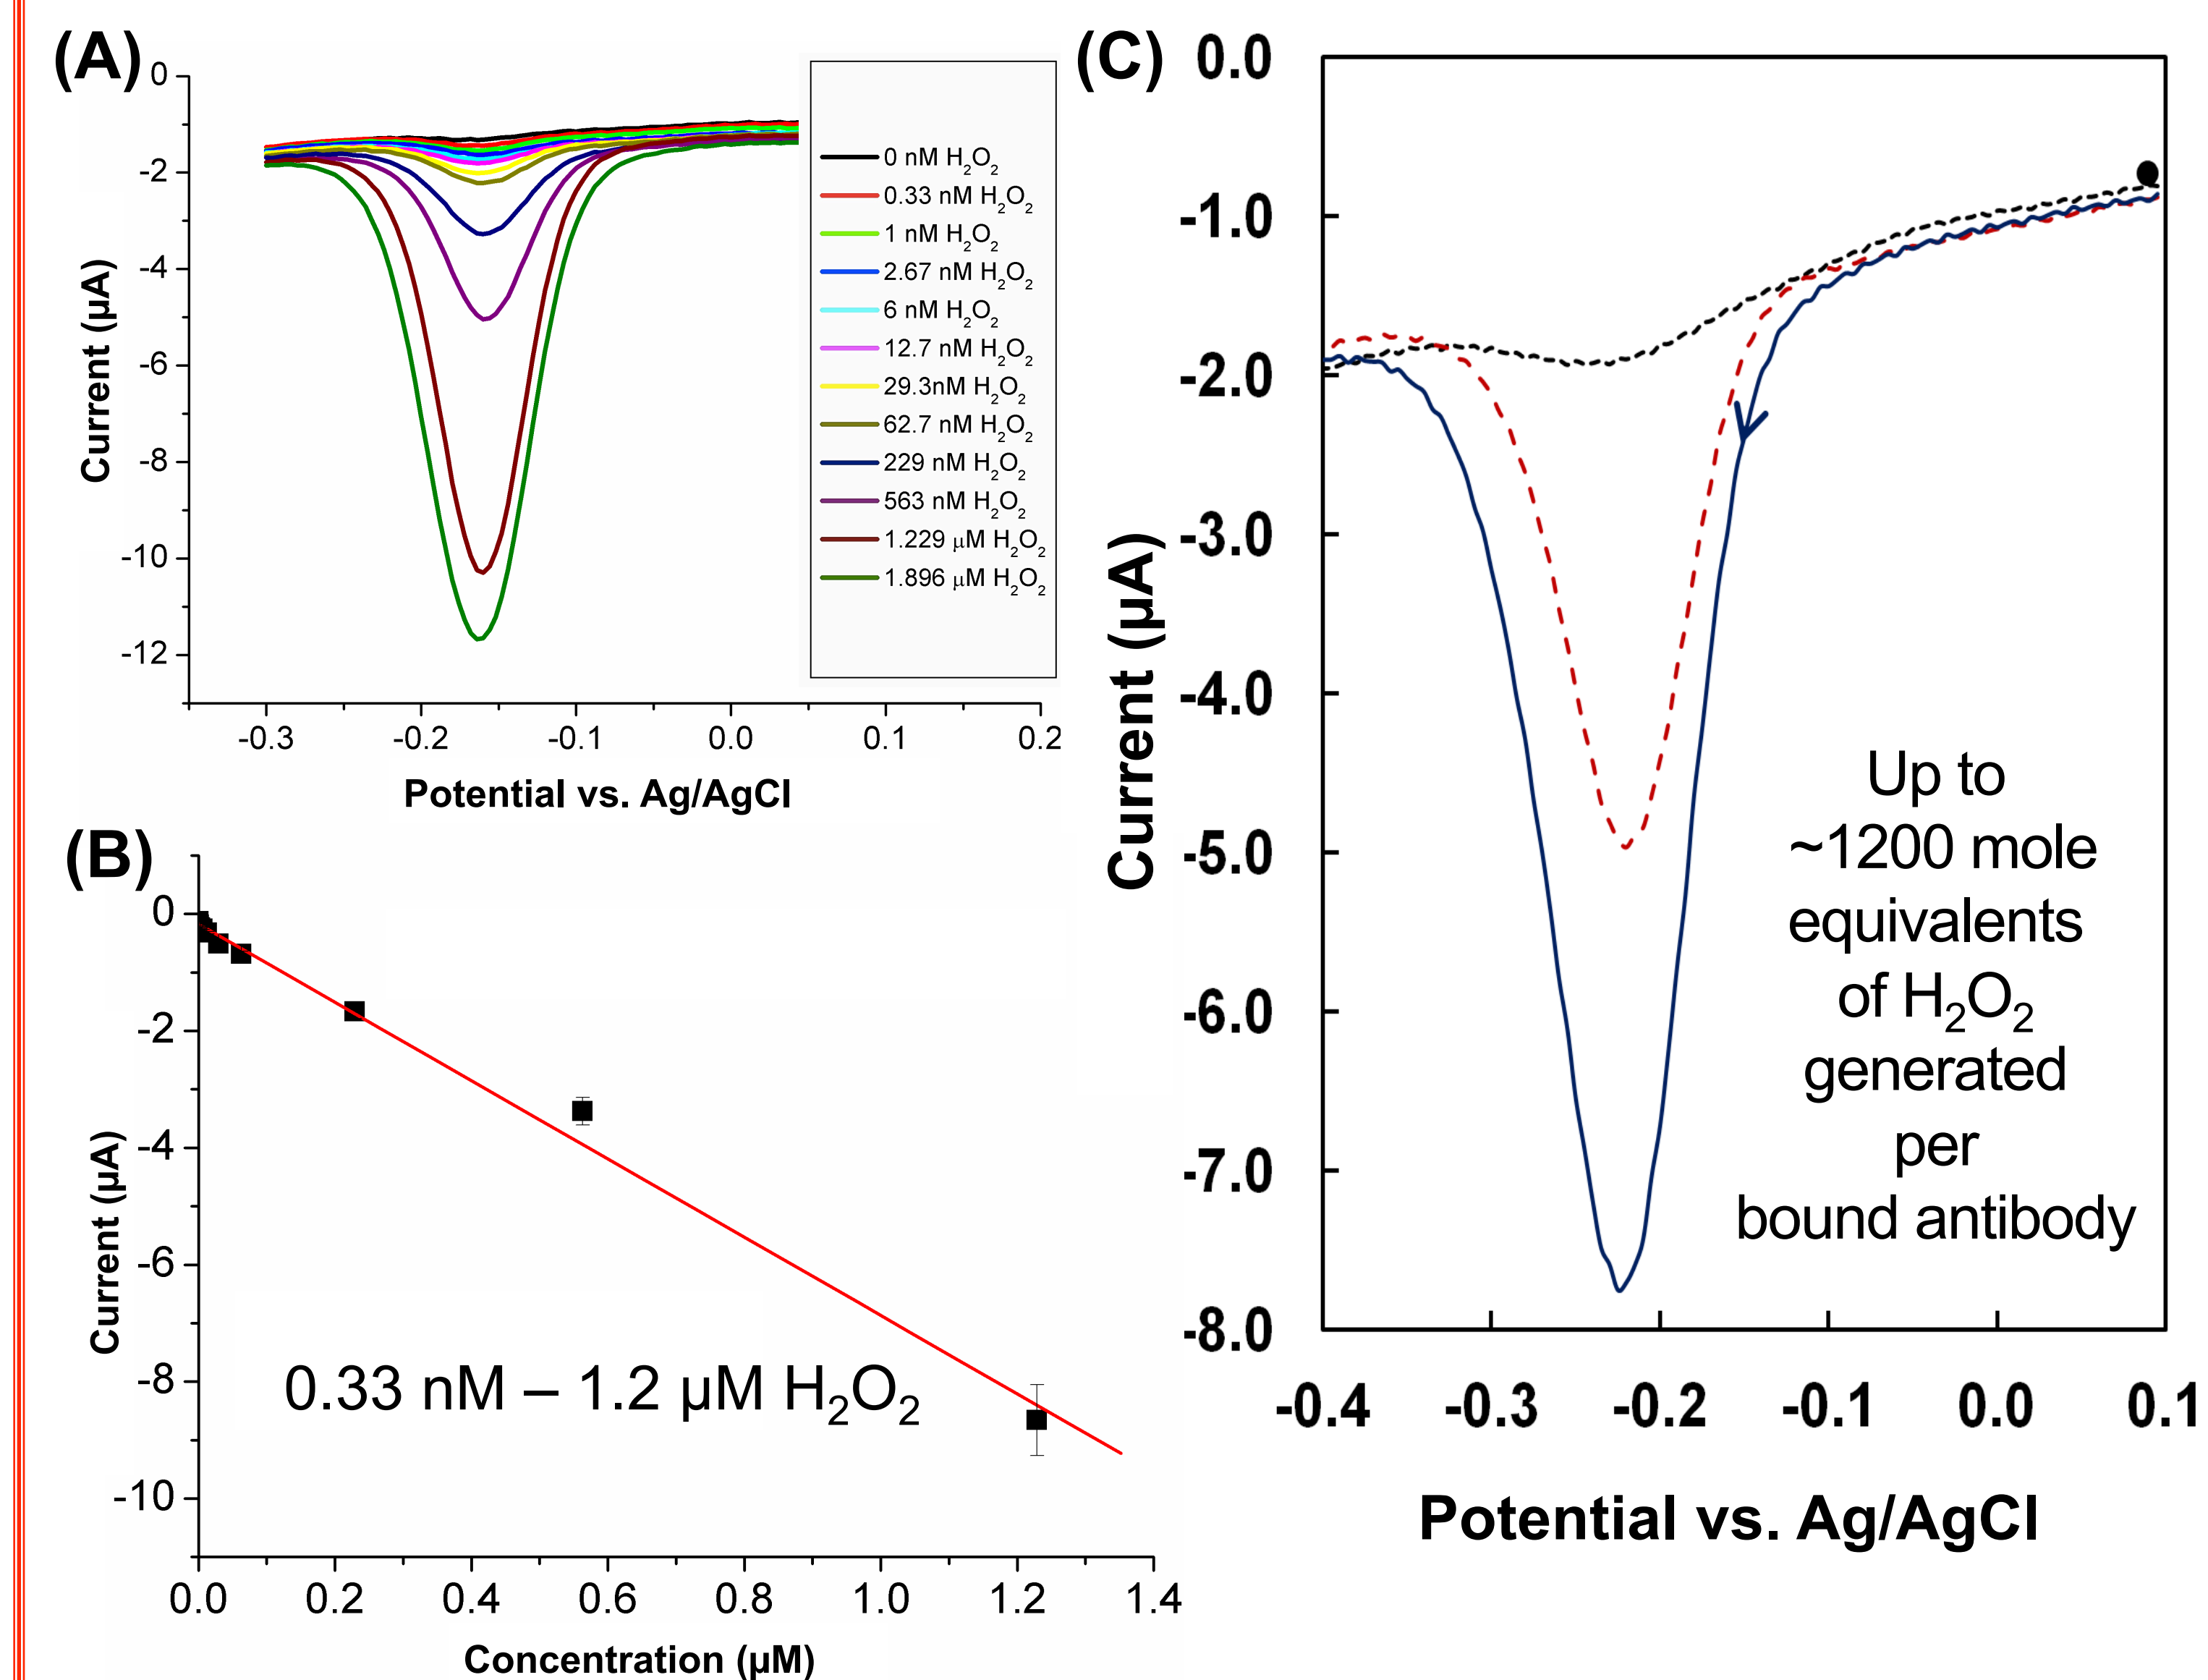 (A)
0
-2
-4
-6
-8
-10
-12
Current (µA)
-0.3 -0.2 -0.1 0.0 0.1 0.2
Potential vs. Ag/AgCl
0 nM H₂O₂
0.33 nM H₂O₂
1 nM H₂O₂
2.67 nM H₂O₂
6 nM H₂O₂
12.7 nM H₂O₂
29.3nM H₂O₂
62.7 nM H₂O₂
229 nM H₂O₂
563 nM H₂O₂
1.229 µM H₂O₂
1.896 µM H₂O₂
(B)
0
-2
-4
-6
-8
-10
Current (µA)
0.33 nM – 1.2 µM H₂O₂
0.0 0.2 0.4 0.6 0.8 1.0 1.2 1.4
Concentration (µM)
(C)
0.0
-1.0
-2.0
-3.0
-4.0
-5.0
-6.0
-7.0
-8.0
Current (µA)
Up to
~1200 mole
equivalents
of H₂O₂
generated
per
bound antibody
-0.4 -0.3 -0.2 -0.1 0.0 0.1
Potential vs. Ag/AgCl